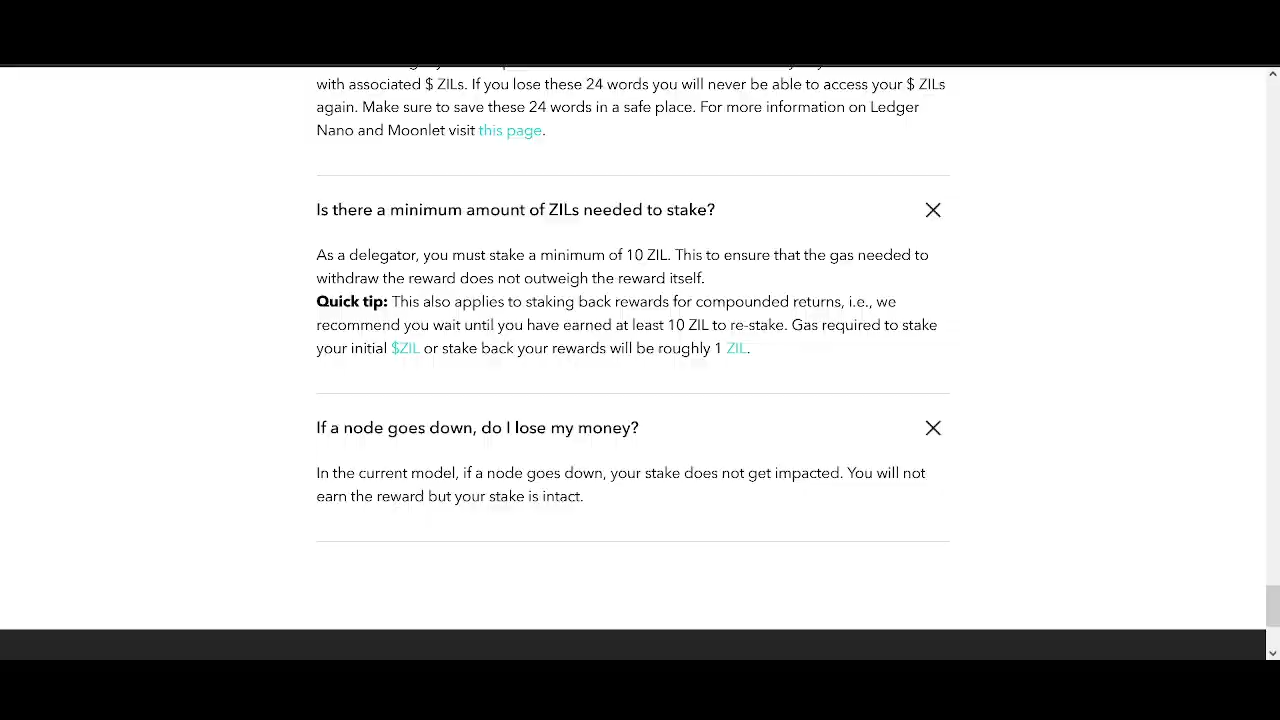 with associated $ ZILs. If you lose these 24 words you will never be able to access your $ ZILs
again. Make sure to save these 24 words in a safe place. For more information on Ledger
Nano and Moonlet visit this page.
Is there a minimum amount of ZILs needed to stake?
As a delegator, you must stake a minimum of 10 ZIL. This to ensure that the gas needed to
withdraw the reward does not outweigh the reward itself.
Quick tip: This also applies to staking back rewards for compounded returns, i.e., we
recommend you wait until you have earned at least 10 ZIL to re-stake. Gas required to stake
your initial $ZIL or stake back your rewards will be roughly 1 ZIL.
If a node goes down, do I lose my money?
In the current model, if a node goes down, your stake does not get impacted. You will not
earn the reward but your stake is intact.